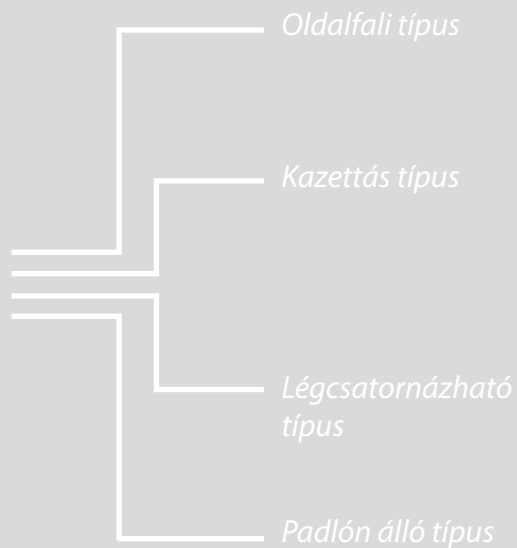 Oldalfali típus
Kazettás típus
Légcsatornázható
típus
Padlón álló típus